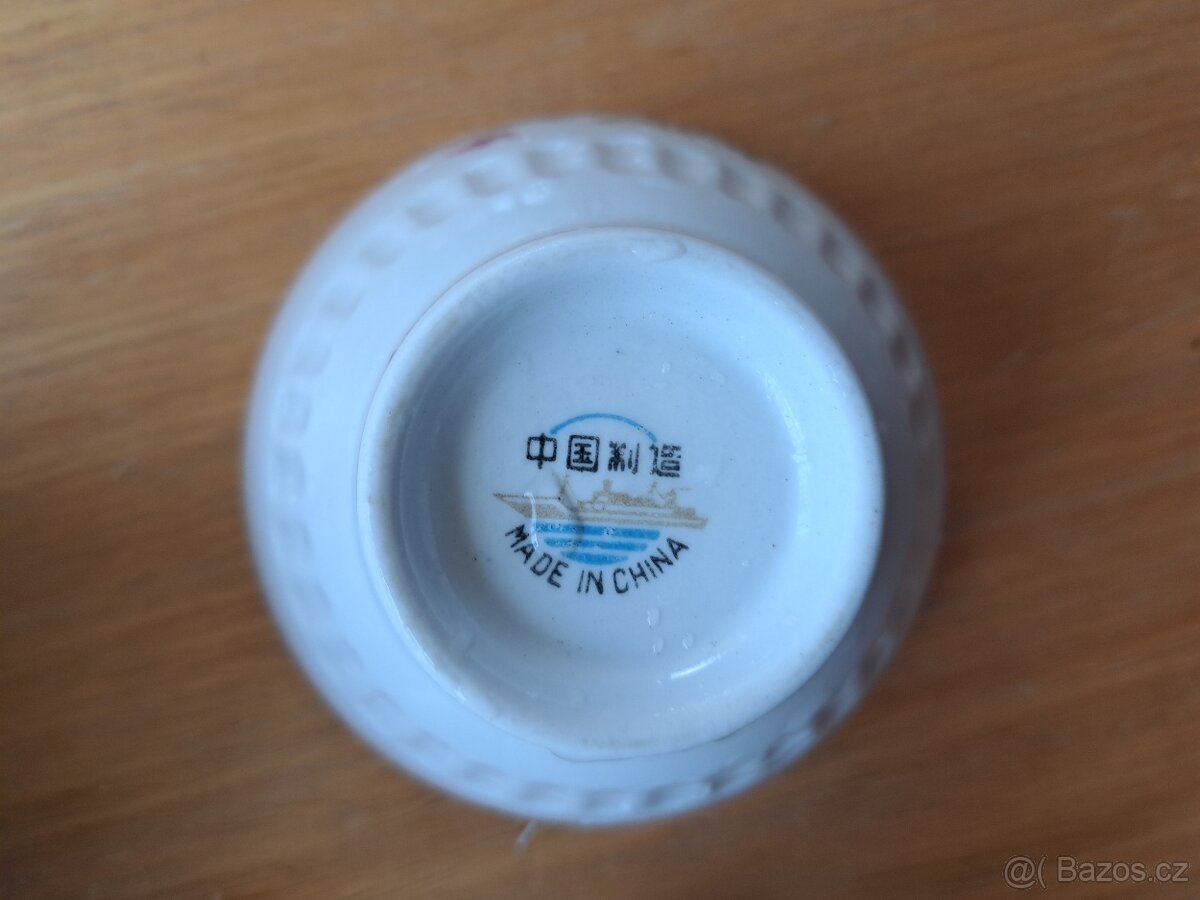 中国制造
MADE IN CHINA
@( Bazos.cz